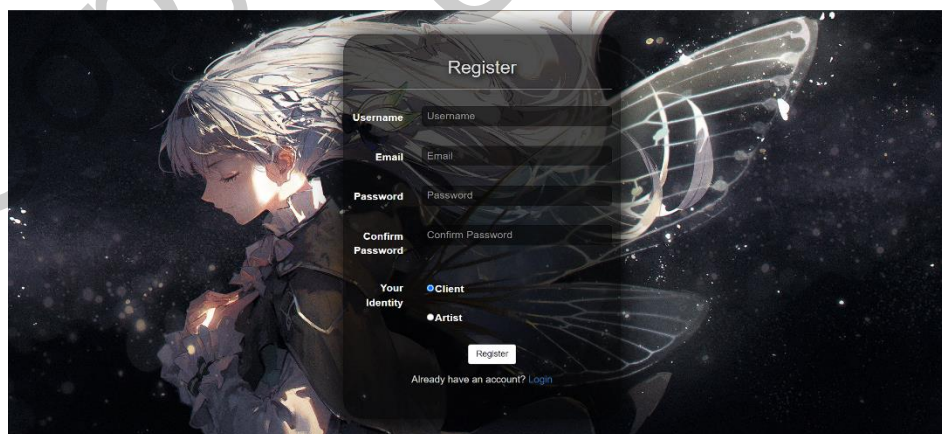 Register
Username Username
Email Email
Password Password
Confirm Password Confirm Password
Your Identity Client
Artist
Register
Already have an account? Login